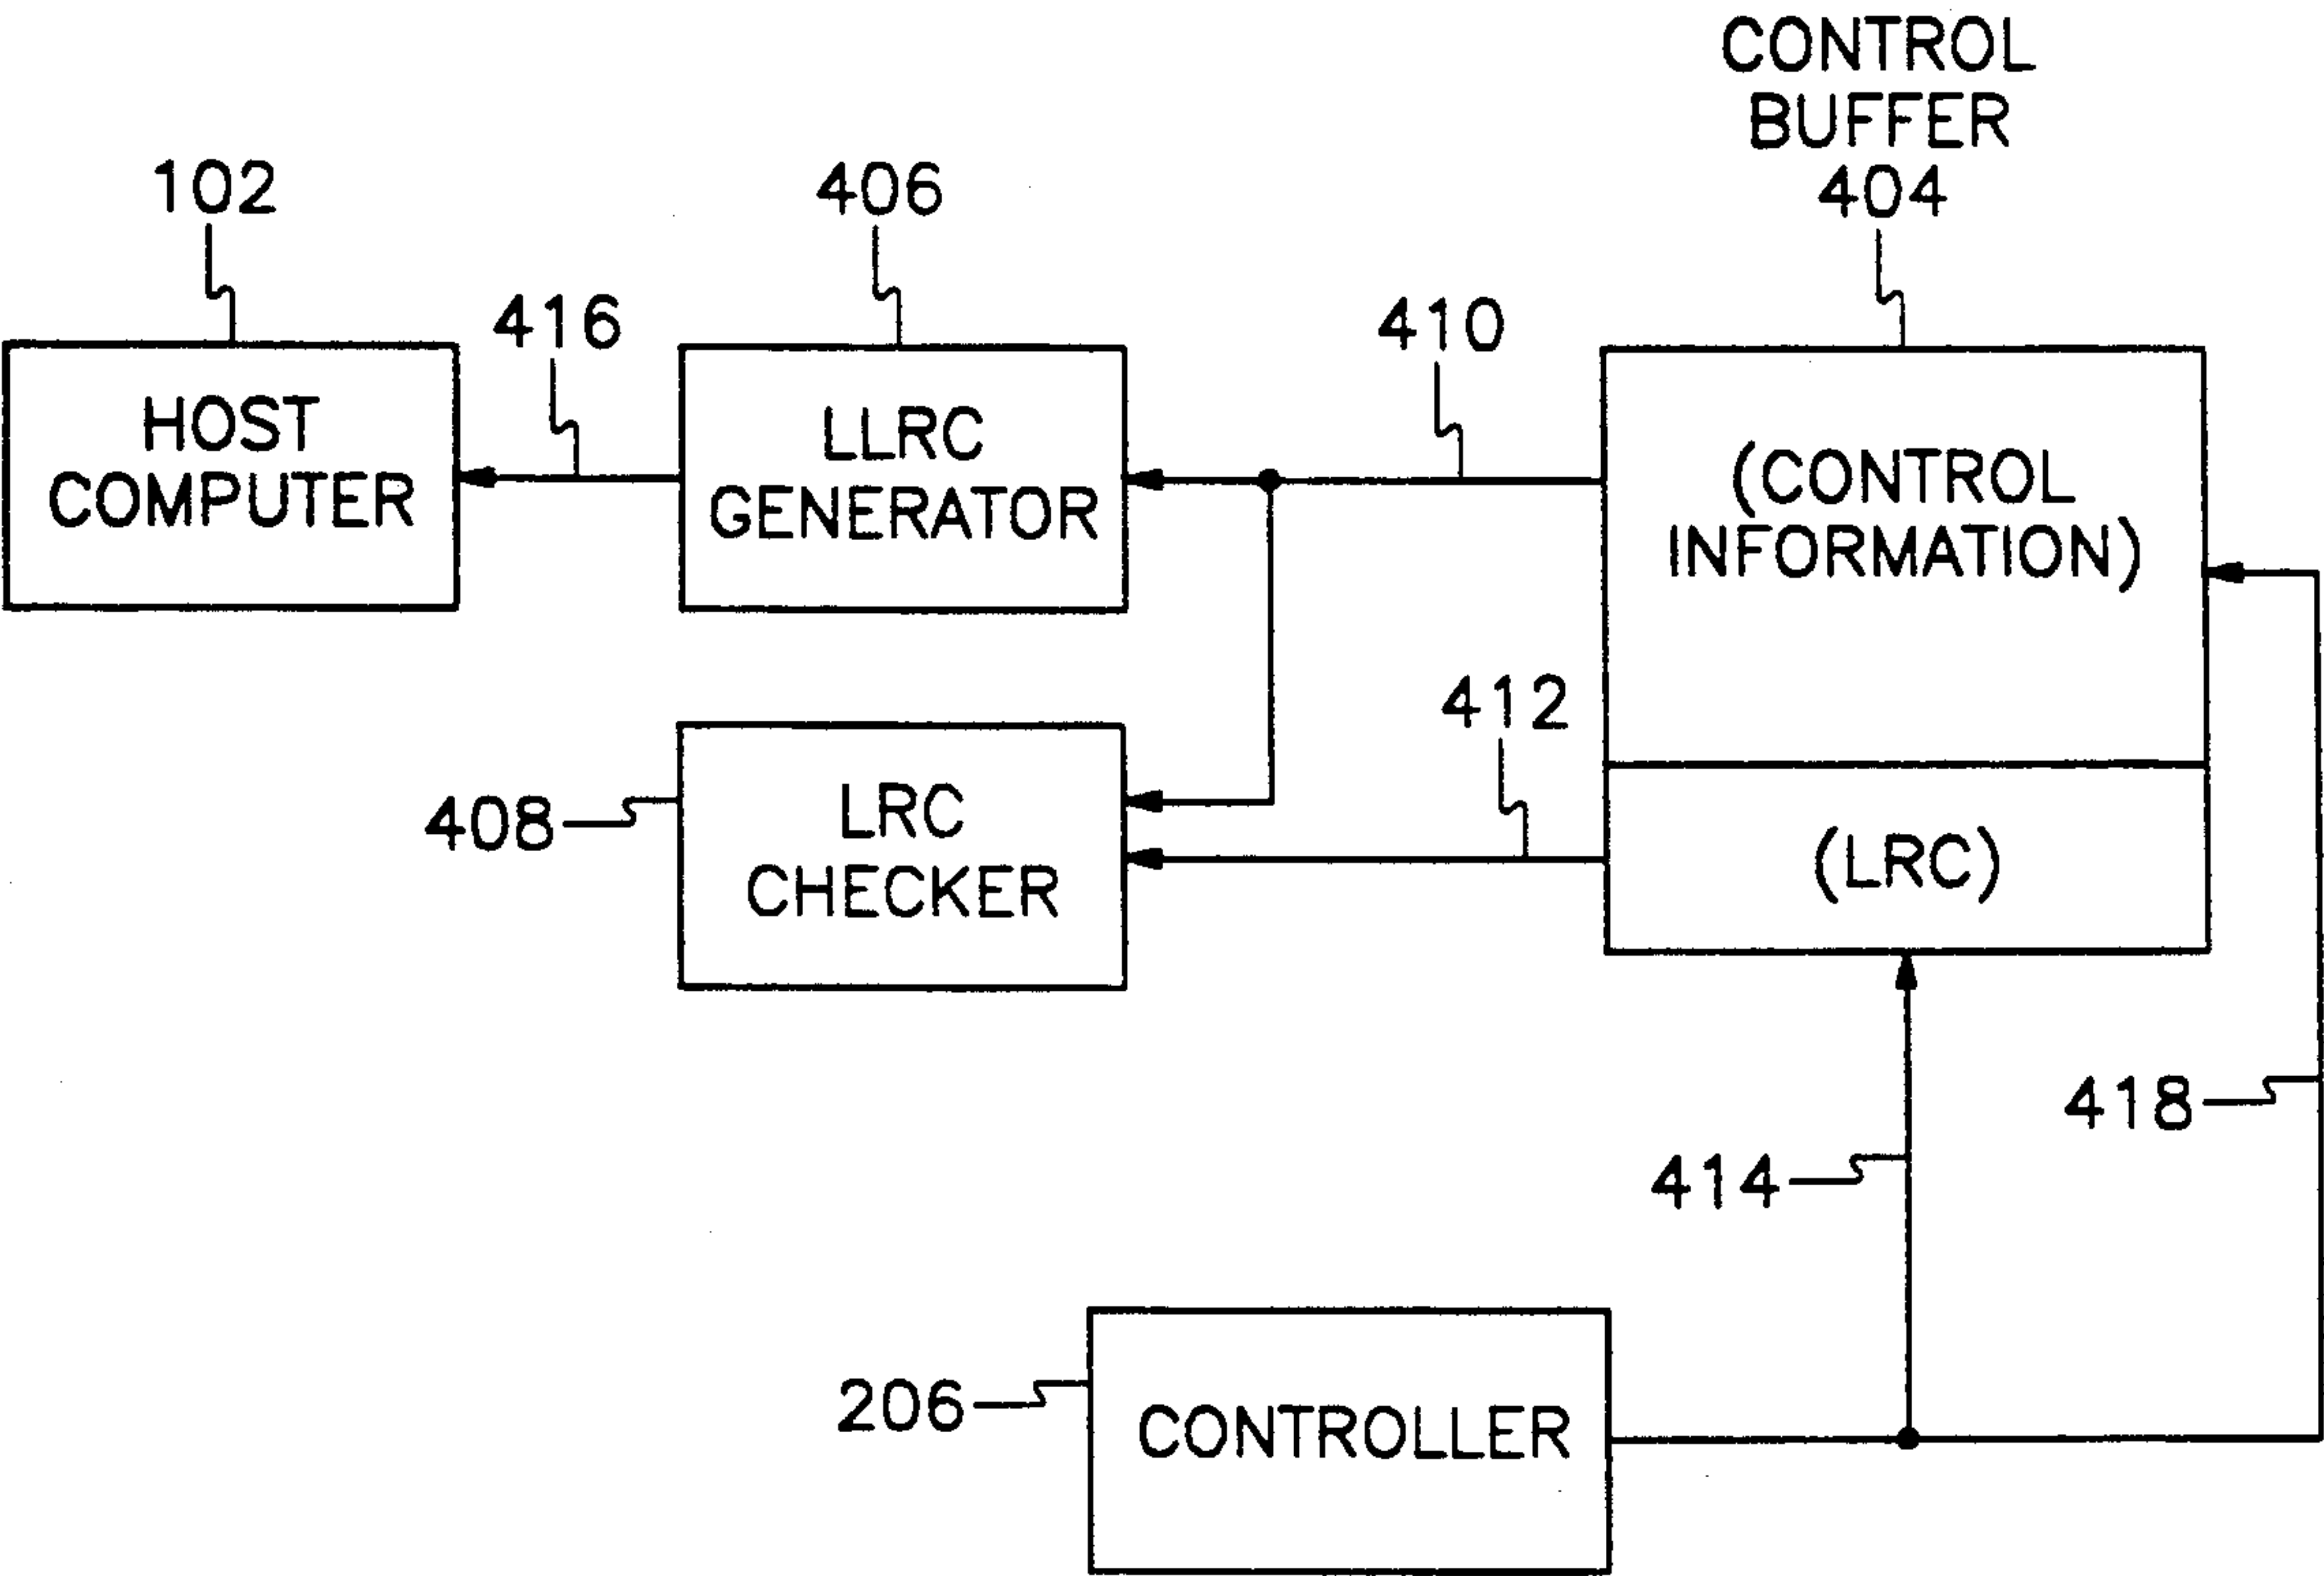 CONTROL
BUFFER
404
102
406
416
410
HOST
COMPUTER
LLRC
GENERATOR
(CONTROL
INFORMATION)
412
408
LRC
CHECKER
(LRC)
418
414
206
CONTROLLER